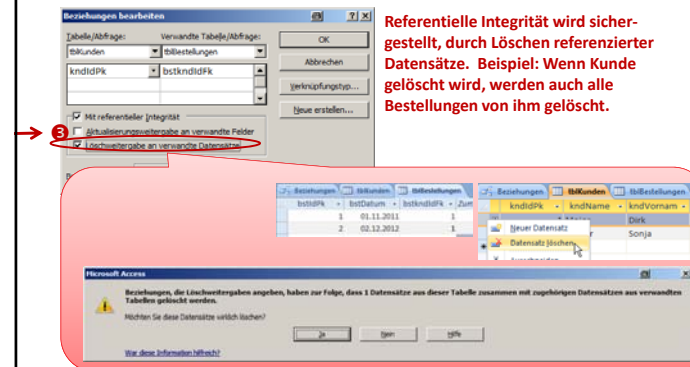 Beziehungen bearbeiten
Tabelle/Abfrage: Verwandte Tabelle/Abfrage:
tblKunden tblBestellungen
kndIdPk bstkndIdFk
OK
Abbrechen
Verknüpfungstyp...
Neue erstellen...
Mit referentieller Integrität
Aktualisierungsweitergabe an verwandte Felder
Löschweitergabe an verwandte Datensätze
3
Referentielle Integrität wird sicher-
gestellt, durch Löschen referenzierter
Datensätze. Beispiel: Wenn Kunde
gelöscht wird, werden auch alle
Bestellungen von ihm gelöscht.
Beziehungen tblKunden tblBestellungen
bstIdPk bstDatum bstkndIdFk Zum
1 01.11.2011 1
2 02.12.2012 1
Beziehungen tblKunden tblBestellungen
kndIdPk kndName kndVornam
Dirk
Neuer Datensatz Sonja
Datensatz löschen
Microsoft Access
Beziehungen, die Löschweitergaben angeben, haben zur Folge, dass 1 Datensätze aus dieser Tabelle zusammen mit zugehörigen Datensätzen aus verwandten
Tabellen gelöscht werden.
Möchten Sie diese Datensätze wirklich löschen?
Ja Nein Hilfe
War diese Information hilfreich?